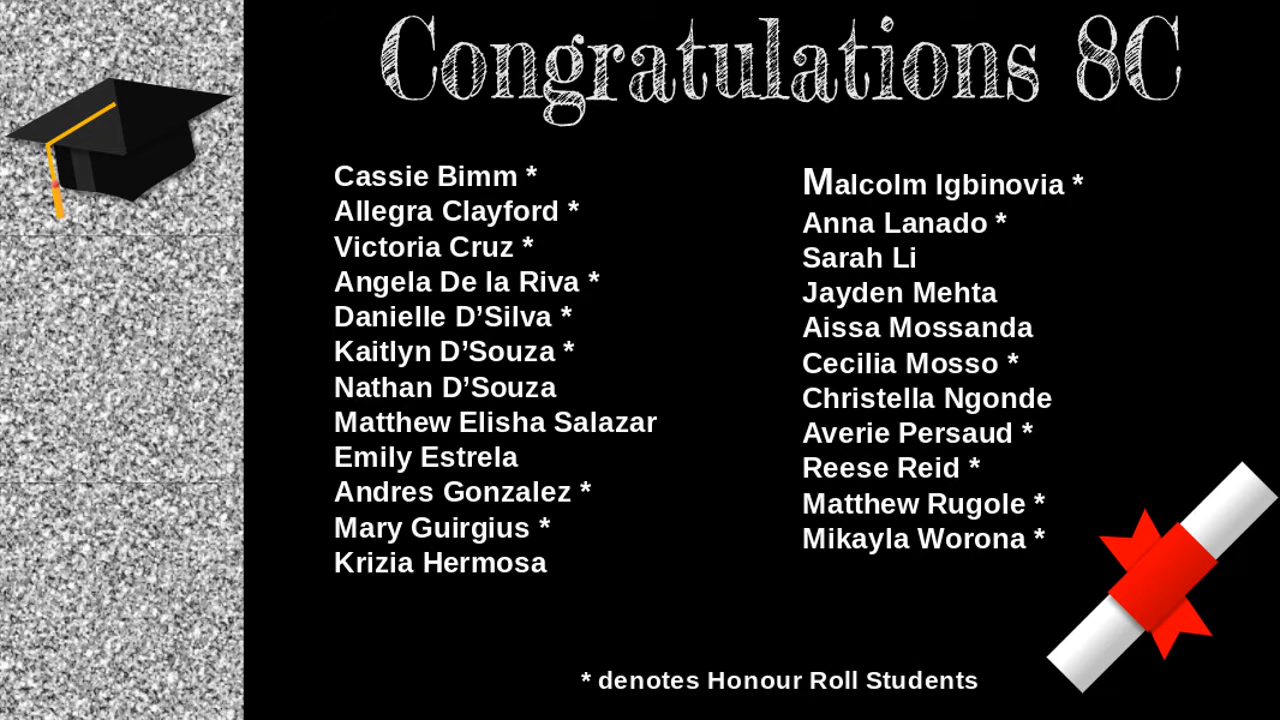 Congratulations 8C
Cassie Bimm *
Allegra Clayford *
Victoria Cruz *
Angela De la Riva *
Danielle D’Silva *
Kaitlyn D’Souza *
Nathan D’Souza
Matthew Elisha Salazar
Emily Estrela
Andres Gonzalez *
Mary Guirgius *
Krizia Hermosa
Malcolm Igbinovia *
Anna Lanado *
Sarah Li
Jayden Mehta
Aissa Mossanda
Cecilia Mosso *
Christella Ngonde
Averie Persaud *
Reese Reid *
Matthew Rugole *
Mikayla Worona *
* denotes Honour Roll Students